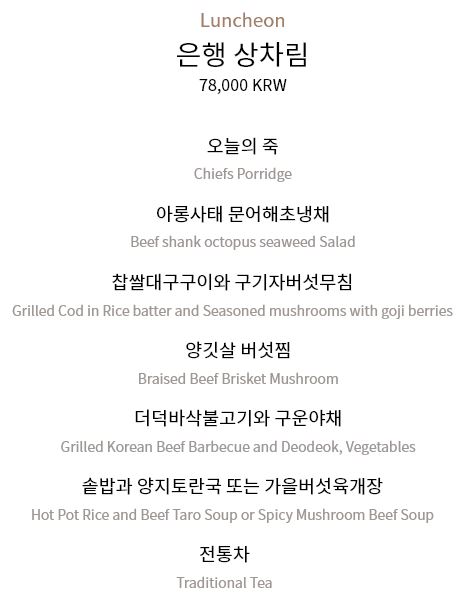 Luncheon
은행 상차림
78,000 KRW
오늘의 죽
Chiefs Porridge
아롱사태 문어해초냉채
Beef shank octopus seaweed Salad
찹쌀대구구이와 구기자버섯무침
Grilled Cod in Rice batter and Seasoned mushrooms with goji berries
양깃살 버섯찜
Braised Beef Brisket Mushroom
더덕바삭불고기와 구운야채
Grilled Korean Beef Barbecue and Deodeok, Vegetables
솥밥과 양지토란국 또는 가을버섯육개장
Hot Pot Rice and Beef Taro Soup or Spicy Mushroom Beef Soup
전통차
Traditional Tea